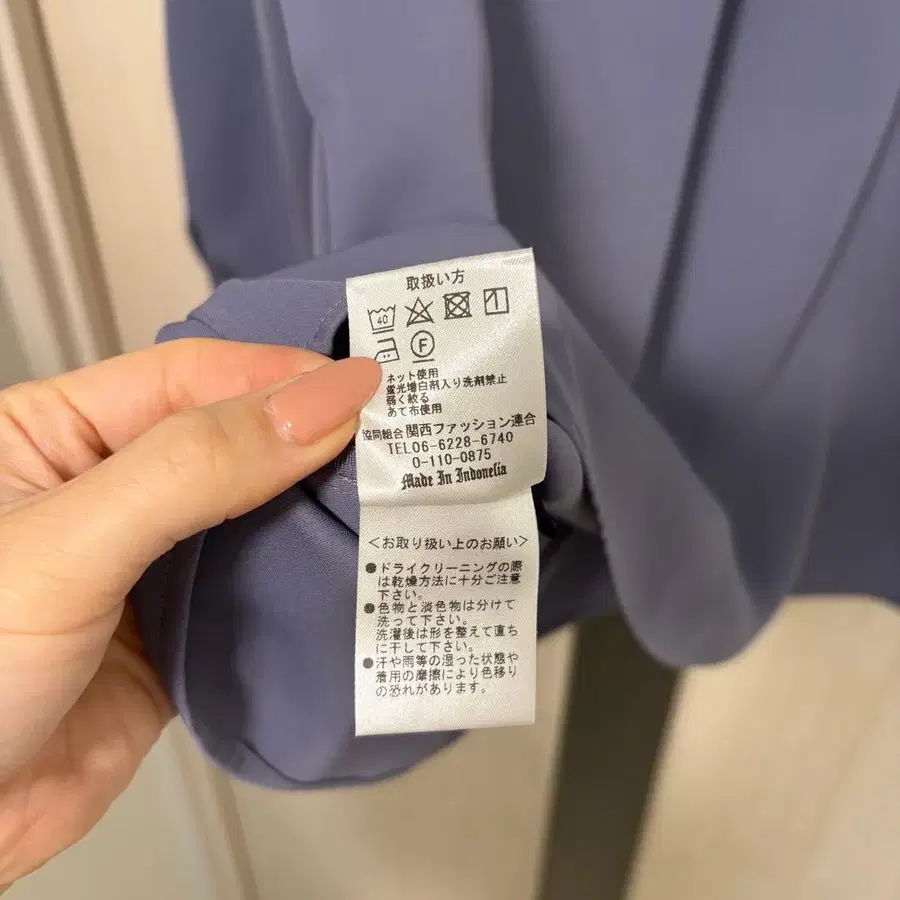 取扱い方
40
F
ネット使用
蛍光増白剤入り洗剤禁止
弱く絞る
あて布使用
協同組合 関西ファッション連合
TEL06-6228-6740
0-110-0875
Made In Indonesia
<お取り扱い上のお願い>
●ドライクリーニングの際
は乾燥方法に十分ご注意
下さい。
●色物と淡色物は分けて
洗って下さい。
洗濯後は形を整えて直ち
に干して下さい。
●汗や雨等の湿った状態や
着用の摩擦により色移り
の恐れがあります。